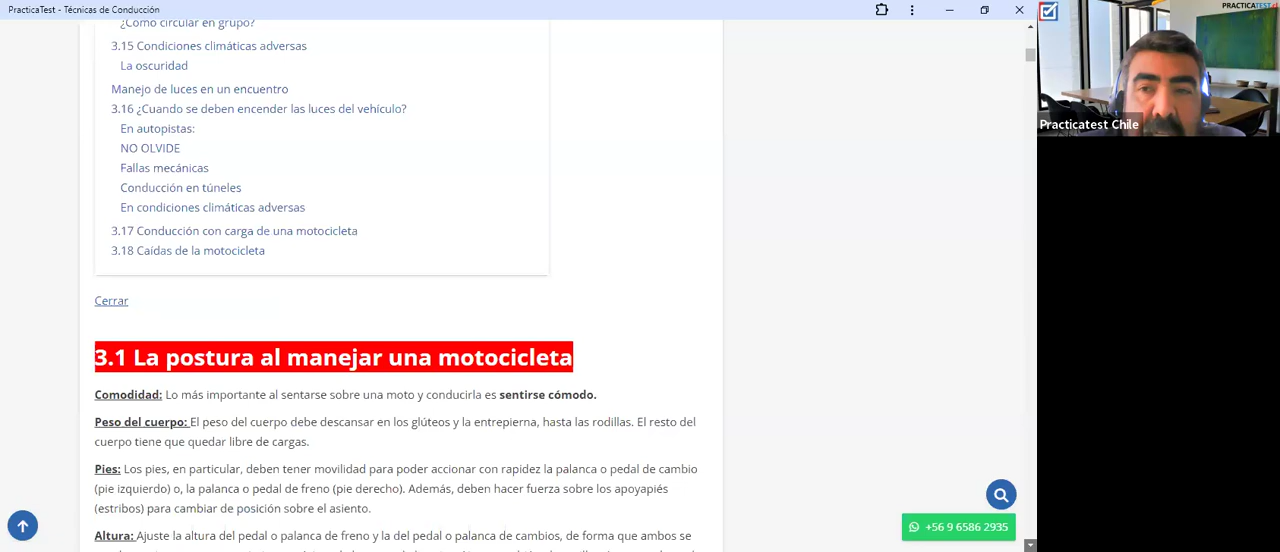 PracticaTest - Técnicas de Conducción
PRACTICATEST.cl
¿Cómo circular en grupo?
3.15 Condiciones climáticas adversas
La oscuridad
Manejo de luces en un encuentro
3.16 ¿Cuando se deben encender las luces del vehículo?
En autopistas:
NO OLVIDE
Fallas mecánicas
Conducción en túneles
En condiciones climáticas adversas
3.17 Conducción con carga de una motocicleta
3.18 Caídas de la motocicleta
Practicatest Chile
Cerrar
3.1 La postura al manejar una motocicleta
Comodidad: Lo más importante al sentarse sobre una moto y conducirla es sentirse cómodo.
Peso del cuerpo: El peso del cuerpo debe descansar en los glúteos y la entrepierna, hasta las rodillas. El resto del
cuerpo tiene que quedar libre de cargas.
Pies: Los pies, en particular, deben tener movilidad para poder accionar con rapidez la palanca o pedal de cambio
(pie izquierdo) o, la palanca o pedal de freno (pie derecho). Además, deben hacer fuerza sobre los apoyapiés
(estribos) para cambiar de posición sobre el asiento.
Altura: Ajuste la altura del pedal o palanca de freno y la del pedal o palanca de cambios, de forma que ambos se
+56 9 6586 2935